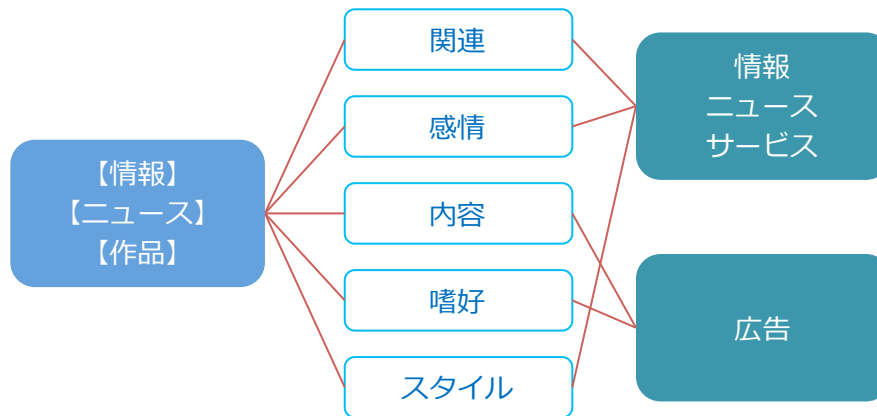 【情報】
【ニュース】
【作品】
関連
感情
内容
嗜好
スタイル
情報
ニュース
サービス
広告